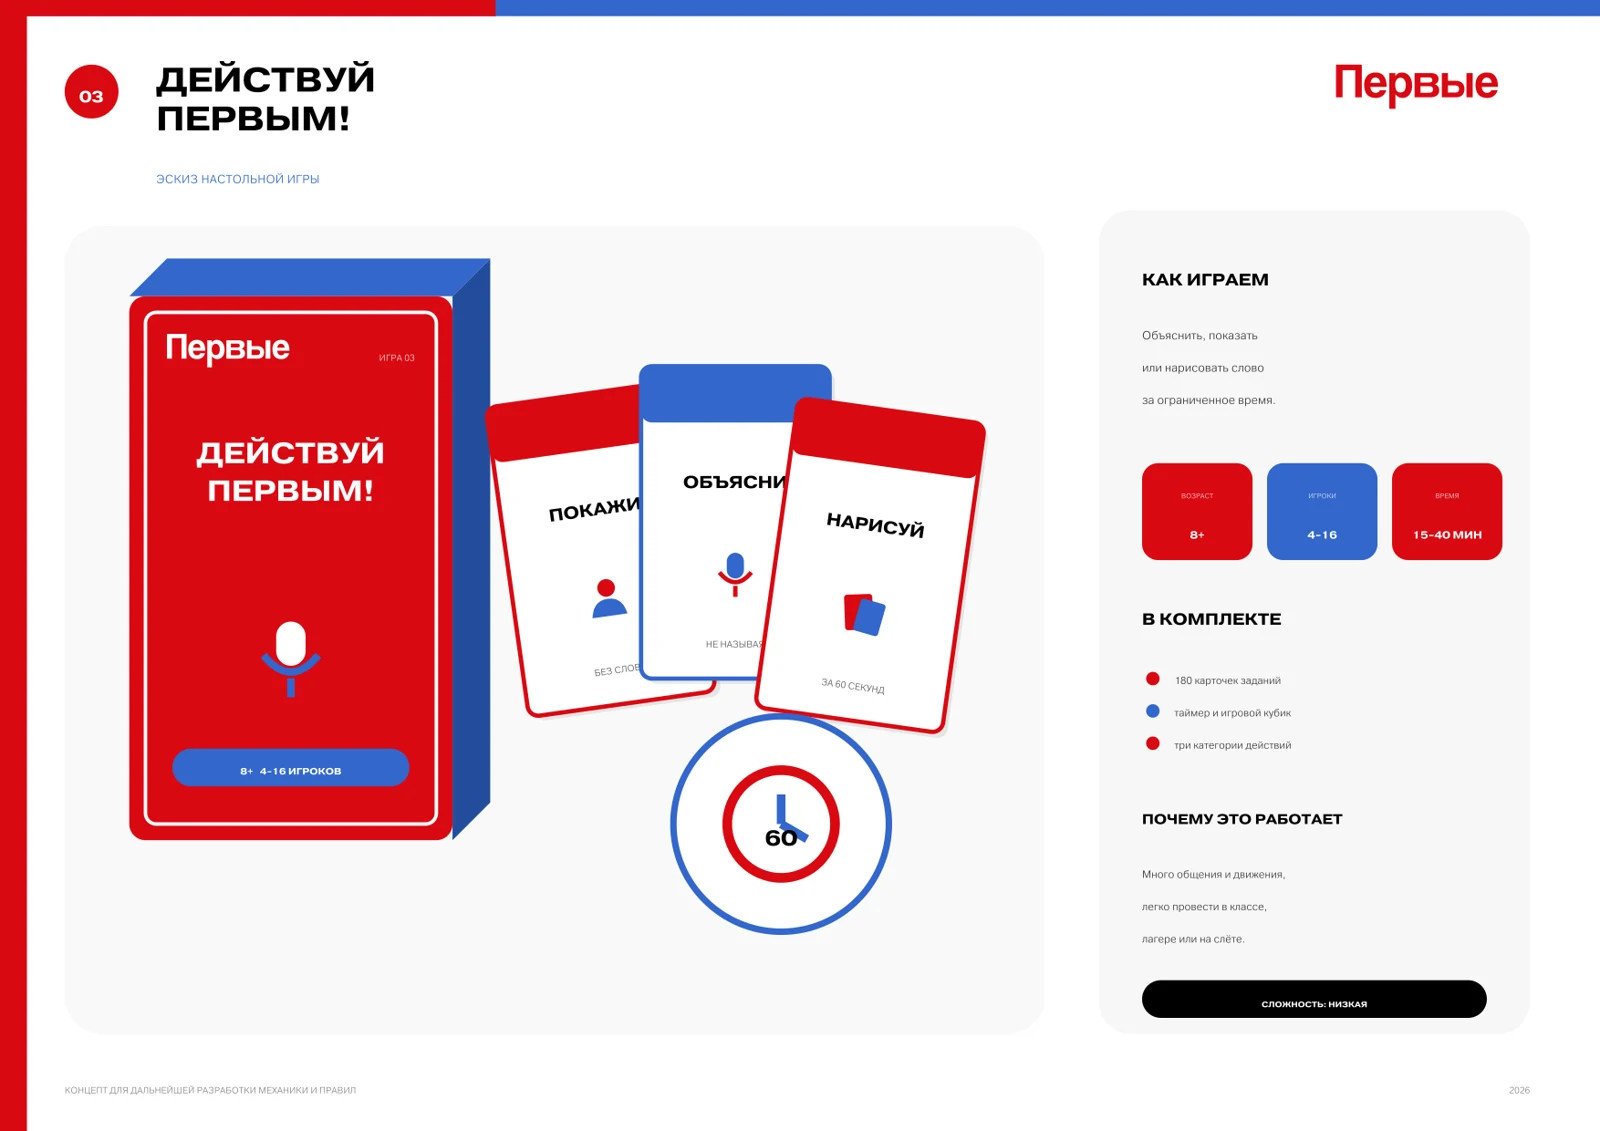 03
ДЕЙСТВУЙ
ПЕРВЫМ!
Первые
ЭСКИЗ НАСТОЛЬНОЙ ИГРЫ
Первые
ИГРА 03
ДЕЙСТВУЙ
ПЕРВЫМ!
8+ 4-16 ИГРОКОВ
ПОКАЖИ
БЕЗ СЛОВ
ОБЪЯСНИ
НЕ НАЗЫВАЯ
НАРИСУЙ
ЗА 60 СЕКУНД
60
КАК ИГРАЕМ
Объяснить, показать
или нарисовать слово
за ограниченное время.
ВОЗРАСТ
8+
ИГРОКИ
4-16
ВРЕМЯ
15-40 МИН
В КОМПЛЕКТЕ
180 карточек заданий
таймер и игровой кубик
три категории действий
ПОЧЕМУ ЭТО РАБОТАЕТ
Много общения и движения,
легко провести в классе,
лагере или на слёте.
СЛОЖНОСТЬ: НИЗКАЯ
КОНЦЕПТ ДЛЯ ДАЛЬНЕЙШЕЙ РАЗРАБОТКИ МЕХАНИКИ И ПРАВИЛ
2026